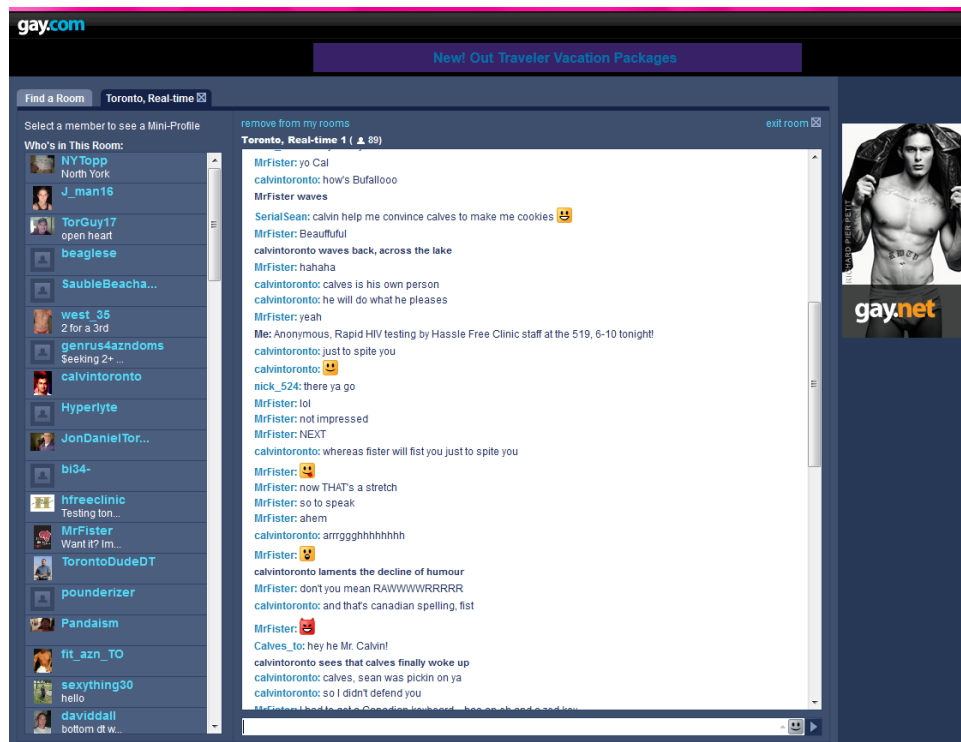 gay.com
New! Out Traveler Vacation Packages
Find a Room
Toronto, Real-time
Select a member to see a Mini-Profile
Who's in This Room:
NYTopp
North York
J_man16
TorGuy17
open heart
beaglese
SaubleBeacha...
west_35
2 for a 3rd
genrus4azndoms
$eeking 2+ ...
calvintoronto
Hyperlyte
JonDanielTor...
bi34-
hfreeclinic
Testing ton...
MrFister
Want it? Im...
TorontoDudeDT
pounderizer
Pandaism
fit_azn_TO
sexything30
hello
daviddall
bottom dt w...
remove from my rooms
exit room
Toronto, Real-time 1 ( 89)
MrFister: yo Cal
calvintoronto: how's Bufallooo
MrFister waves
SerialSean: calvin help me convince calves to make me cookies
MrFister: Beauffuful
calvintoronto waves back, across the lake
MrFister: hahaha
calvintoronto: calves is his own person
calvintoronto: he will do what he pleases
MrFister: yeah
Me: Anonymous, Rapid HIV testing by Hassle Free Clinic staff at the 519, 6-10 tonight!
calvintoronto: just to spite you
calvintoronto:
nick_524: there ya go
MrFister: lol
MrFister: not impressed
MrFister: NEXT
calvintoronto: whereas fister will fist you just to spite you
MrFister:
MrFister: now THAT's a stretch
MrFister: so to speak
MrFister: ahem
calvintoronto: arrrggghhhhhhhh
MrFister:
calvintoronto laments the decline of humour
MrFister: don't you mean RAWWWWRRRRR
calvintoronto: and that's canadian spelling, fist
MrFister:
Calves_to: hey he Mr. Calvin!
calvintoronto sees that calves finally woke up
calvintoronto: calves, sean was pickin on ya
calvintoronto: so I didn't defend you
MrFister: I had to get a Canadian keyboard
RICHARD PIER PETIT
gay.net